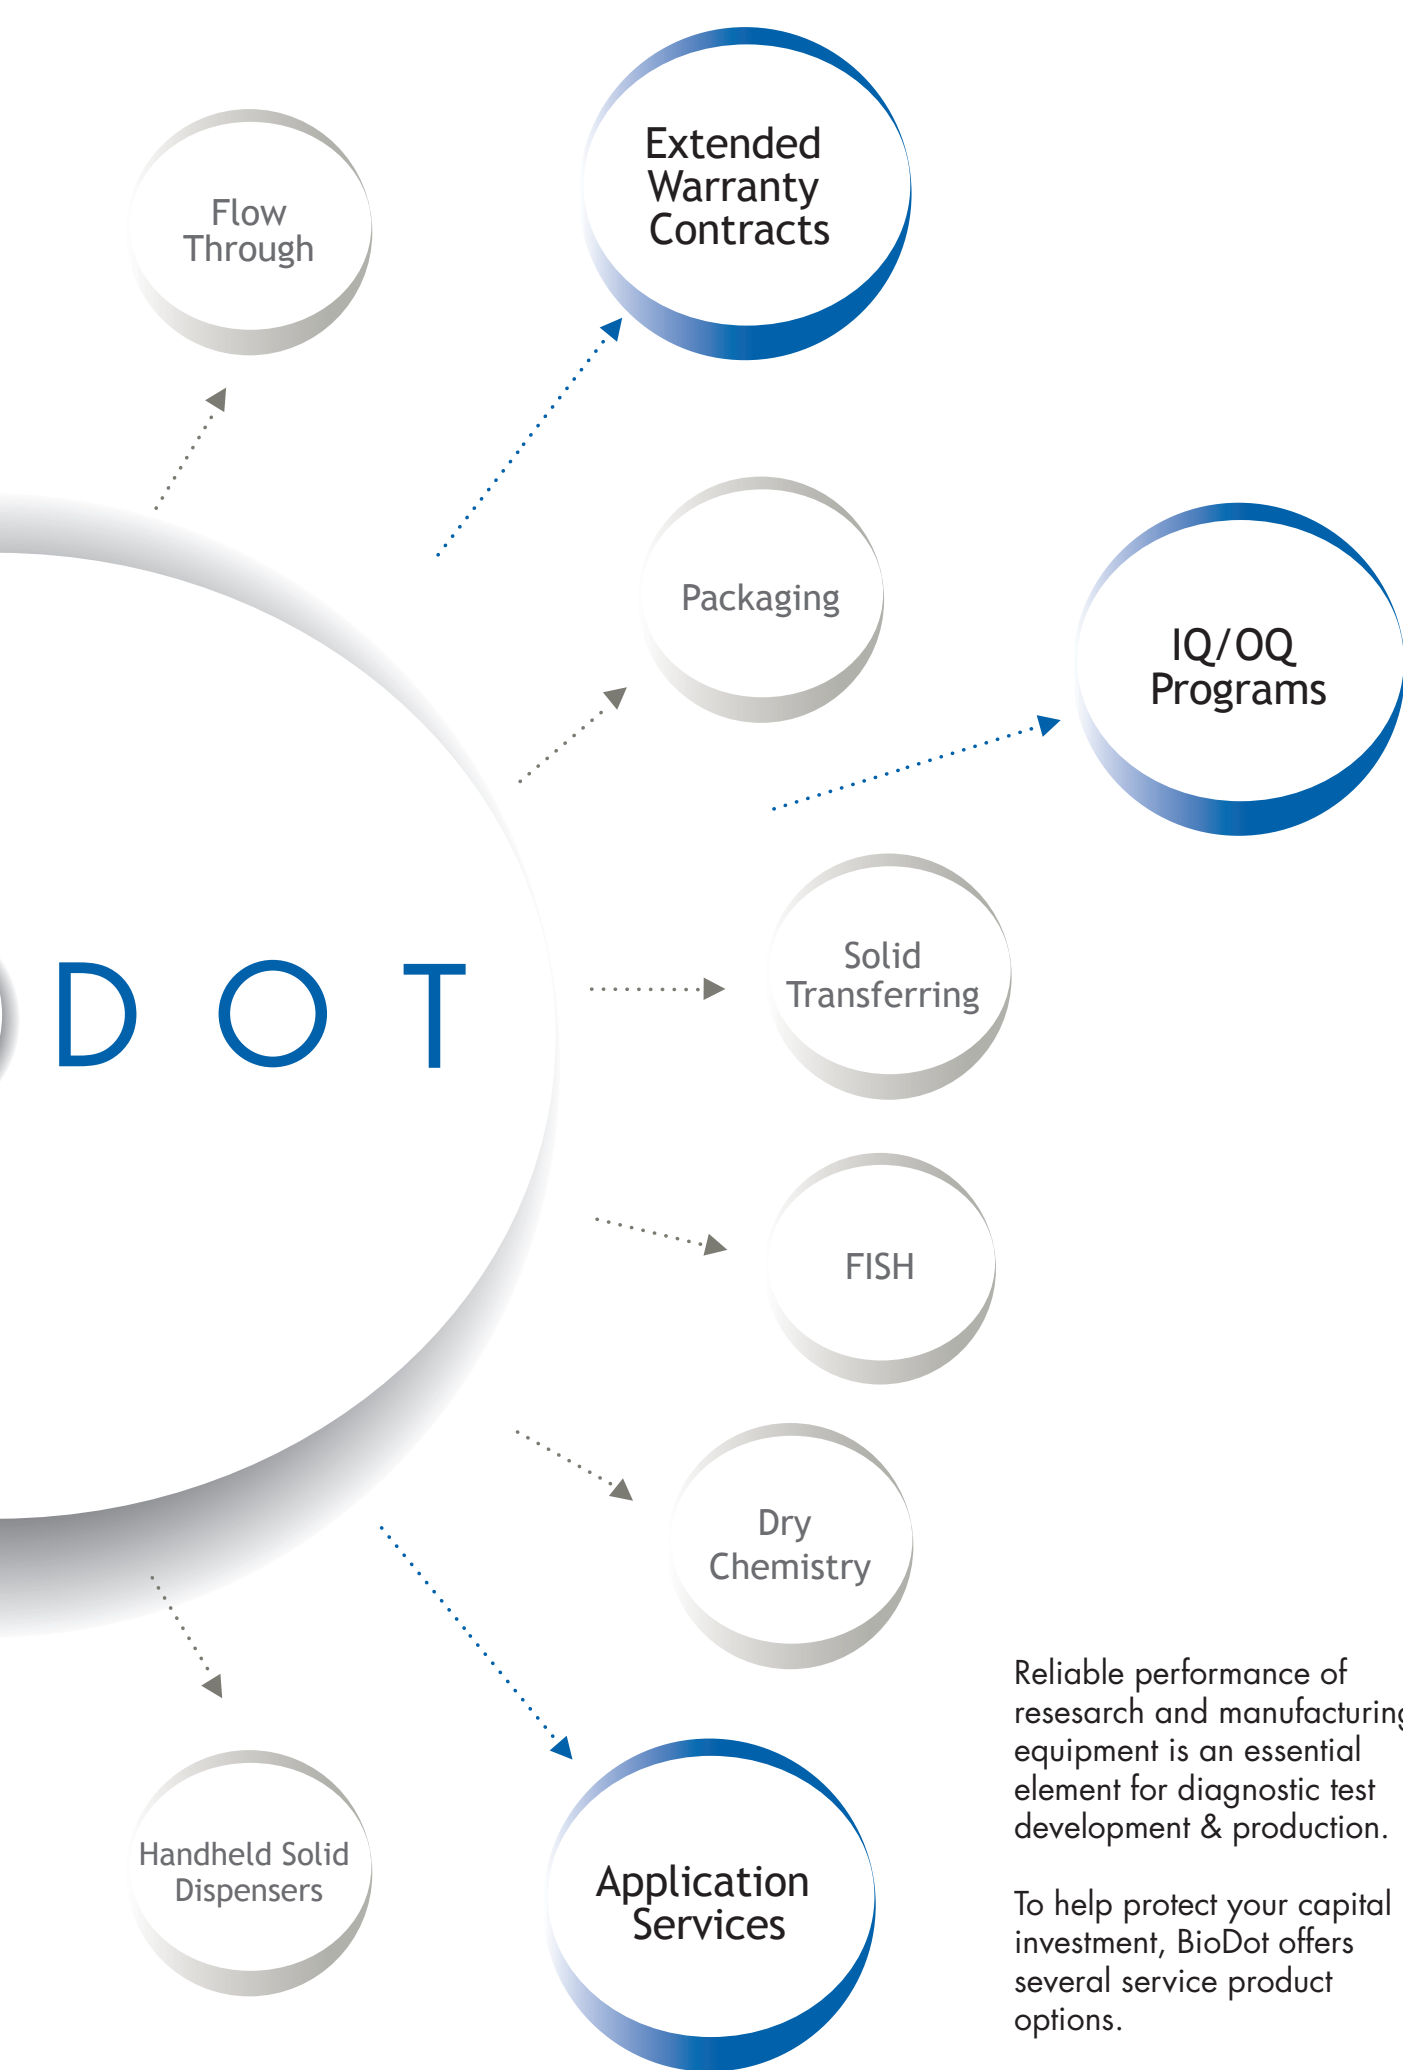 Extended
Warranty
Contracts
Flow
Through
Packaging
IQ/OQ
Programs
Solid
Transferring
D O T
FISH
Dry
Chemistry
Reliable performance of
resesarch and manufacturing
equipment is an essential
element for diagnostic test
development & production.
To help protect your capital
investment, BioDot offers
several service product
options.
Handheld Solid
Dispensers
Application
Services